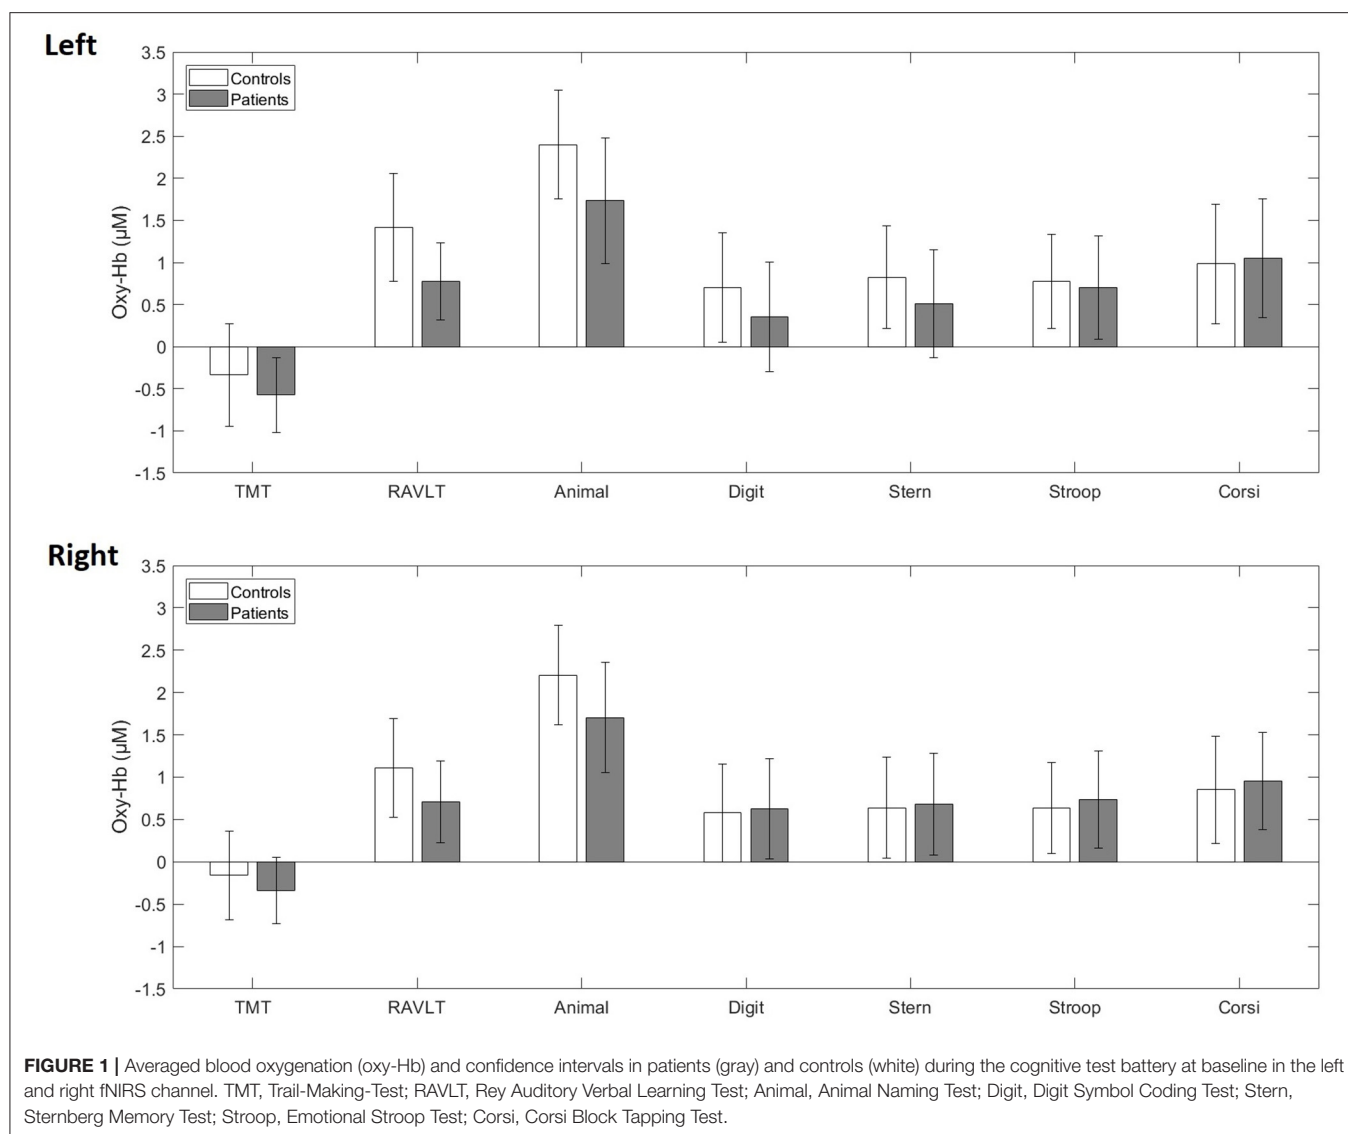 Left
3.5
3
2.5
2
1.5
1
0.5
0
-0.5
-1
-1.5
Oxy-Hb (µM)
Controls
Patients
TMT RAVLT Animal Digit Stern Stroop Corsi
Right
3.5
3
2.5
2
1.5
1
0.5
0
-0.5
-1
-1.5
Oxy-Hb (µM)
Controls
Patients
TMT RAVLT Animal Digit Stern Stroop Corsi
FIGURE 1 | Averaged blood oxygenation (oxy-Hb) and confidence intervals in patients (gray) and controls (white) during the cognitive test battery at baseline in the left
and right fNIRS channel. TMT, Trail-Making-Test; RAVLT, Rey Auditory Verbal Learning Test; Animal, Animal Naming Test; Digit, Digit Symbol Coding Test; Stern,
Sternberg Memory Test; Stroop, Emotional Stroop Test; Corsi, Corsi Block Tapping Test.